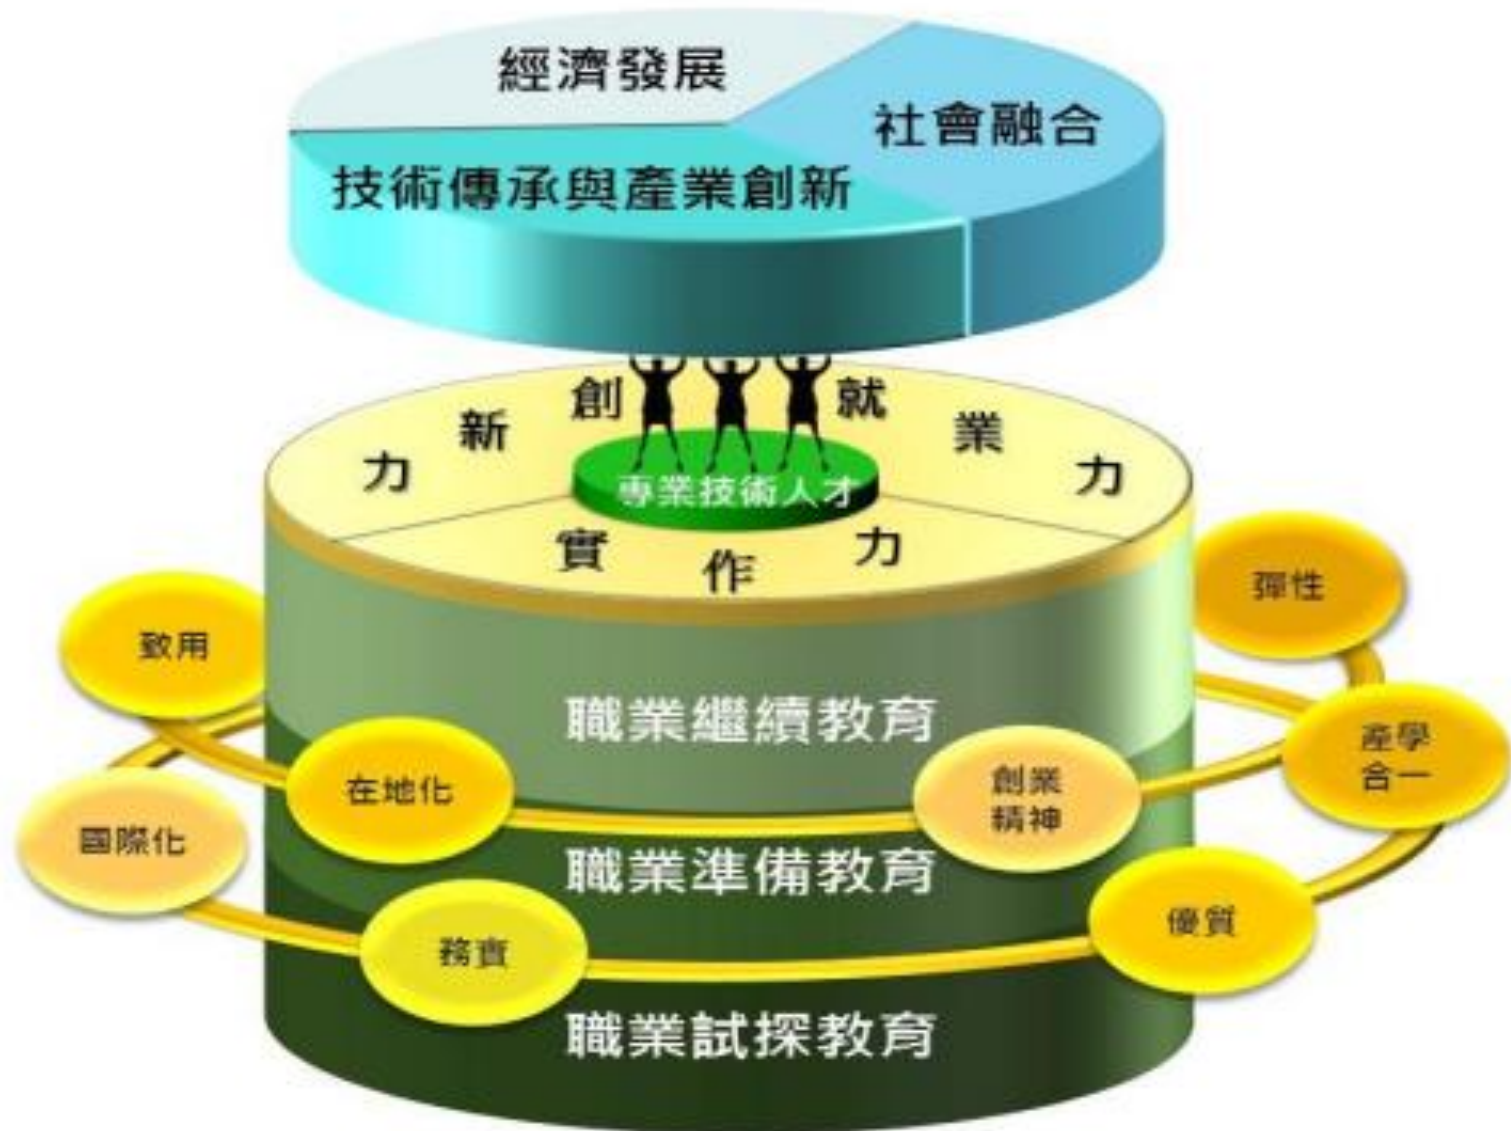 經濟發展
社會融合
技術傳承與產業創新
創新力
就業力
專業技術人才
實作力
彈性
致用
職業繼續教育
產學
合一
在地化
創業
精神
國際化
職業準備教育
優質
務實
職業試探教育